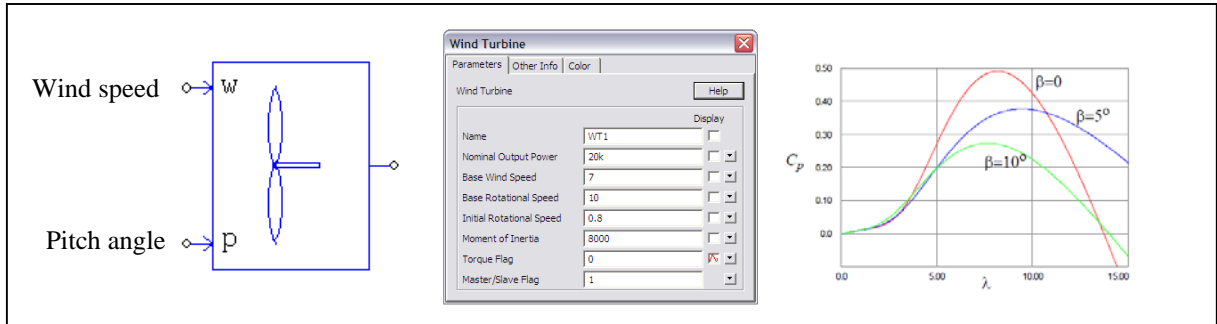 Wind speed
w
Pitch angle
p
Wind Turbine
Parameters Other Info Color
Wind Turbine Help
Display
Name WT1
Nominal Output Power 20k
Base Wind Speed 7
Base Rotational Speed 10
Initial Rotational Speed 0.8
Moment of Inertia 8000
Torque Flag 0
Master/Slave Flag 1
0.50
0.40
0.30
0.20
0.10
0.0
Cp
β=0
β=5º
β=10º
0.0 5.00 10.00 15.00
λ